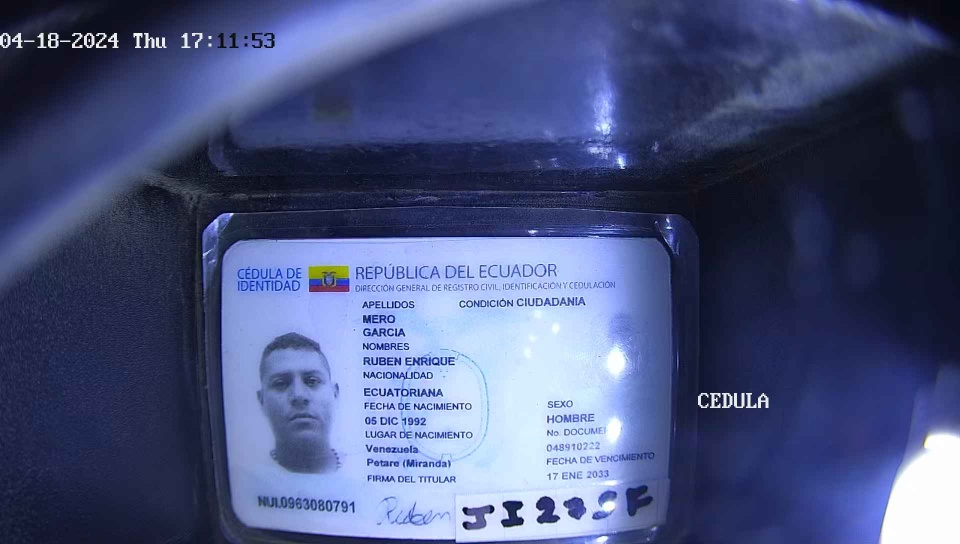 04-18-2024 Thu 17:11:53
CÉDULA DE
IDENTIDAD
REPÚBLICA DEL ECUADOR
DIRECCIÓN GENERAL DE REGISTRO CIVIL, IDENTIFICACIÓN Y CEDULACIÓN
APELLIDOS
CONDICIÓN CIUDADANIA
MERO
GARCIA
NOMBRES
RUBEN ENRIQUE
NACIONALIDAD
ECUATORIANA
FECHA DE NACIMIENTO
05 DIC 1992
LUGAR DE NACIMIENTO
Venezuela
Petare (Miranda)
FIRMA DEL TITULAR
SEXO
HOMBRE
No. DOCUME
048910222
FECHA DE VENCIMIENTO
17 ENE 2033
NUI.0963080791
Ruben
CEDULA